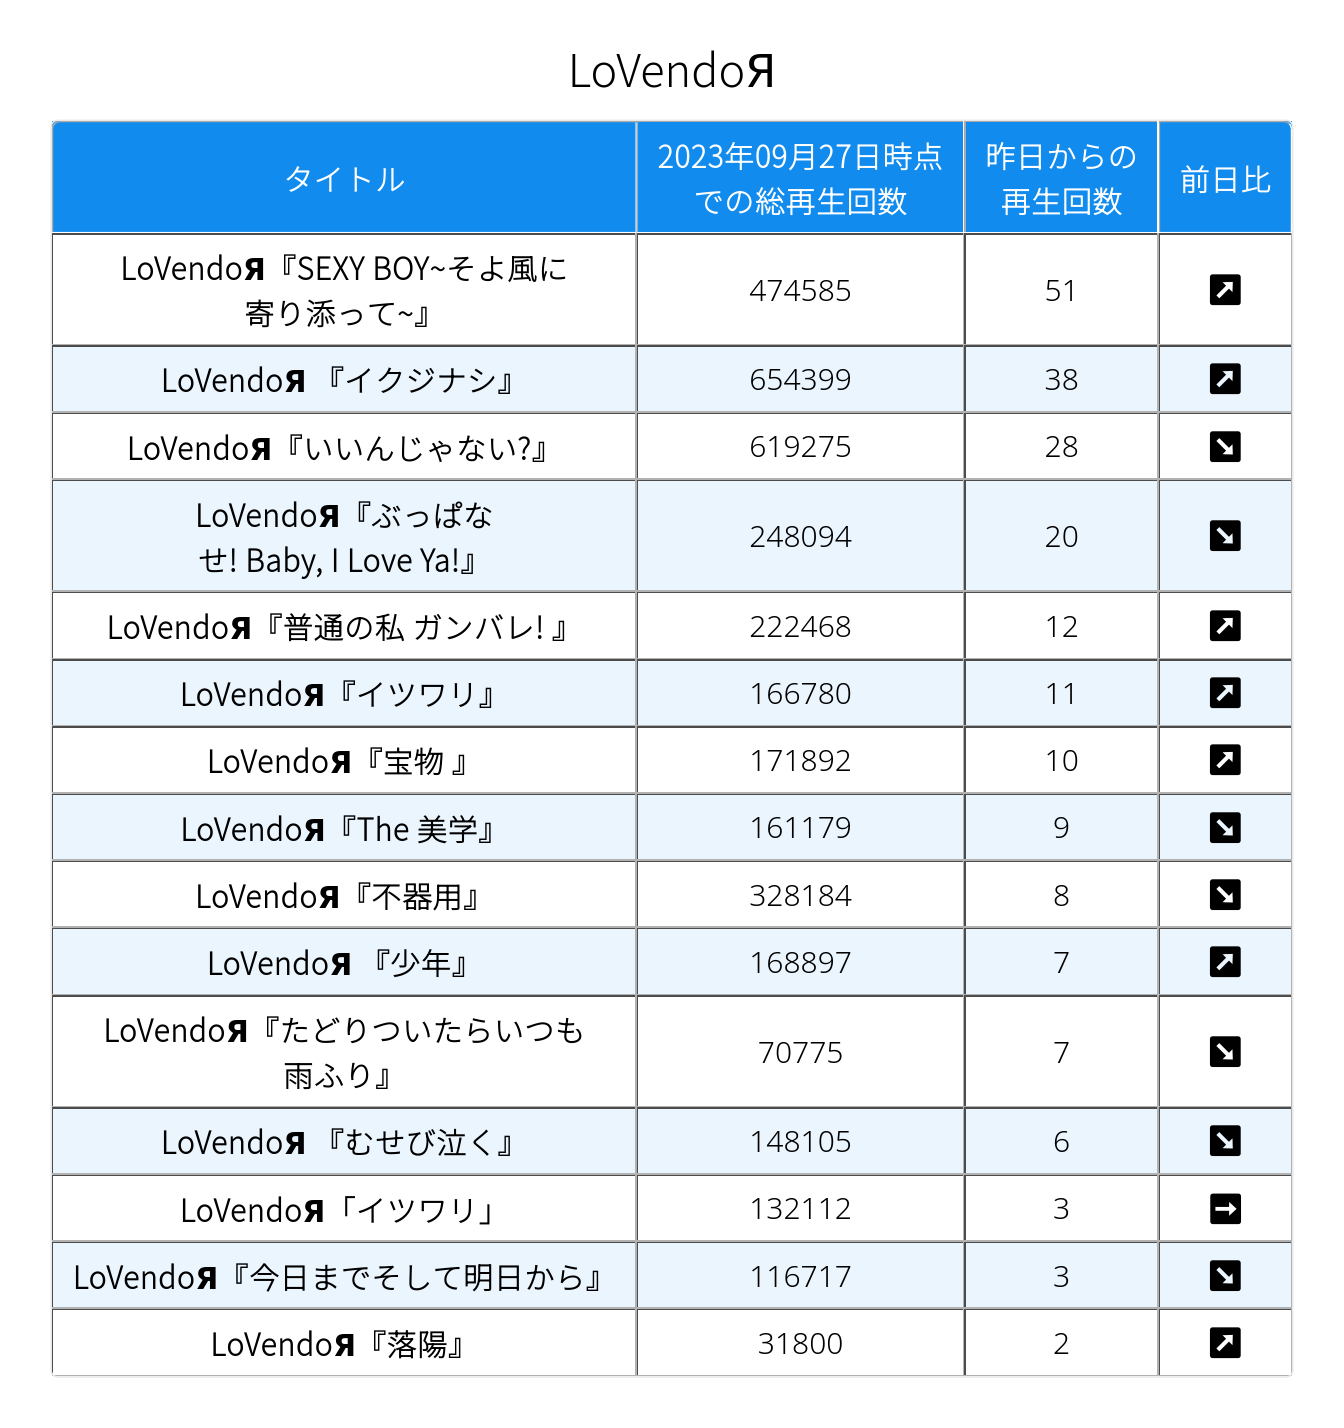 LoVendoЯ
タイトル
2023年09月27日時点
での総再生回数
昨日からの
再生回数
前日比
LoVendoЯ『SEXY BOY~そよ風に
寄り添って~』
474585
51
LoVendoЯ 『イクジナシ』
654399
38
LoVendoЯ『いいんじゃない?』
619275
28
LoVendoЯ『ぶっぱな
せ! Baby, I Love Ya!』
248094
20
LoVendoЯ『普通の私 ガンバレ! 』
222468
12
LoVendoЯ『イツワリ』
166780
11
LoVendoЯ『宝物 』
171892
10
LoVendoЯ『The 美学』
161179
9
LoVendoЯ『不器用』
328184
8
LoVendoЯ 『少年』
168897
7
LoVendoЯ『たどりついたらいつも
雨ふり』
70775
7
LoVendoЯ 『むせび泣く』
148105
6
LoVendoЯ「イツワリ」
132112
3
LoVendoЯ『今日までそして明日から』
116717
3
LoVendoЯ『落陽』
31800
2